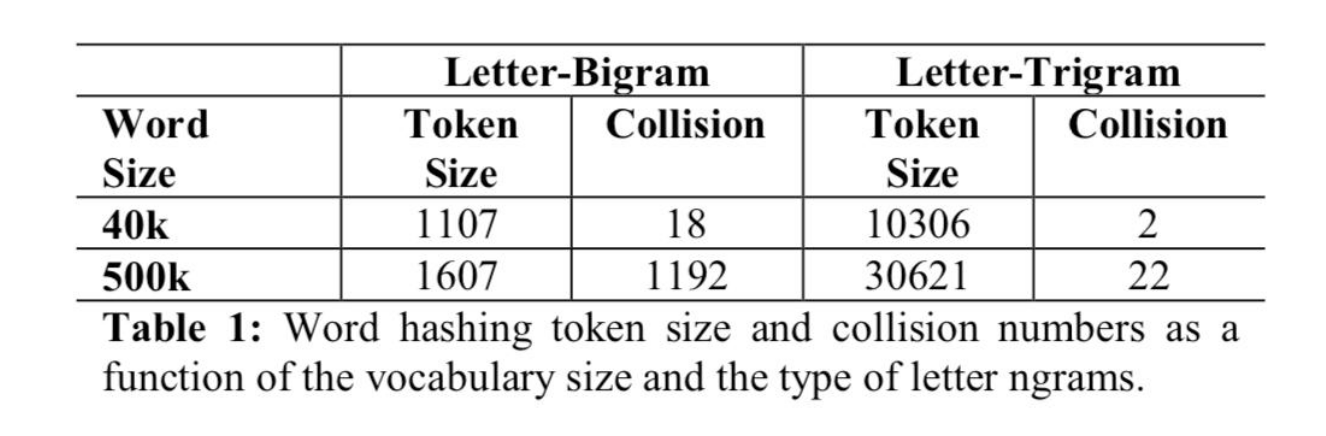 Letter-Bigram Letter-Trigram
Word Size Token Size Collision Token Size Collision
40k 1107 18 10306 2
500k 1607 1192 30621 22
Table 1: Word hashing token size and collision numbers as a
function of the vocabulary size and the type of letter ngrams.